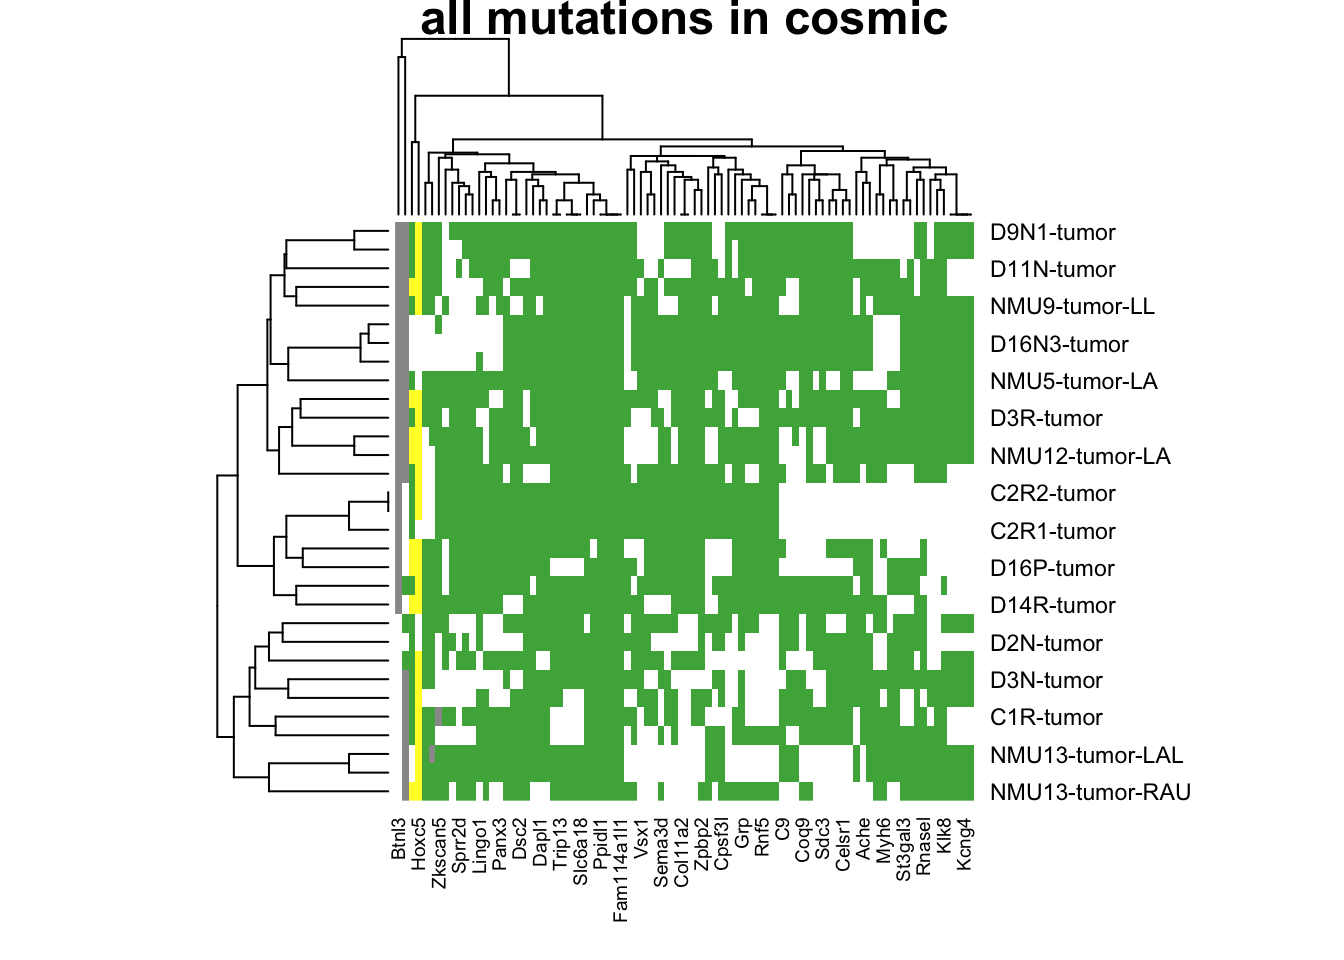 all mutations in cosmic
D9N1-tumor
D11N-tumor
NMU9-tumor-LL
D16N3-tumor
NMU5-tumor-LA
D3R-tumor
NMU12-tumor-LA
C2R2-tumor
C2R1-tumor
D16P-tumor
D14R-tumor
D2N-tumor
D3N-tumor
C1R-tumor
NMU13-tumor-LAL
NMU13-tumor-RAU
Btnl3
Hoxc5
Zkscan5
Sprr2d
Lingo1
Panx3
Dsc2
Dapl1
Trip13
Slc6a18
Ppidl1
Fam114a1l1
Vsx1
Sema3d
Col11a2
Zpbp2
Cpsf3l
Grp
Rnf5
C9
Coq9
Sdc3
Celsr1
Ache
Myh6
St3gal3
Rnasel
Klk8
Kcng4